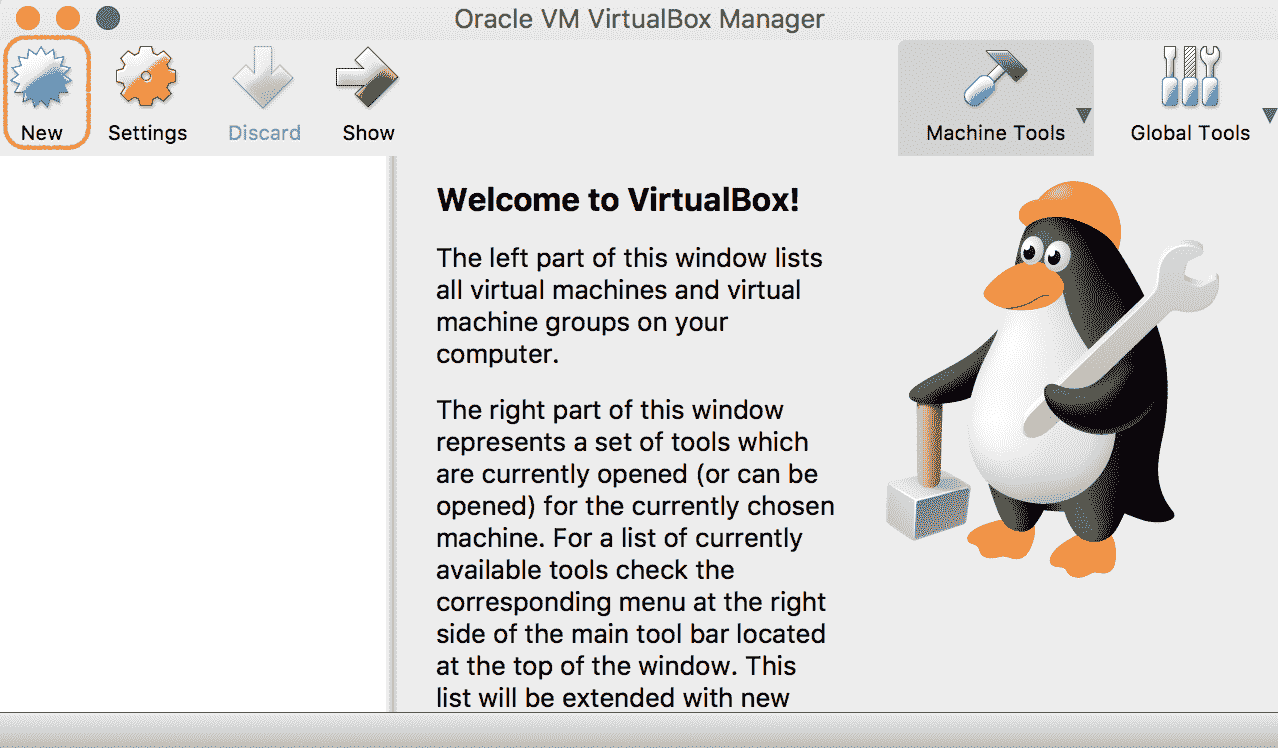 Oracle VM VirtualBox Manager
New Settings Discard Show Machine Tools Global Tools
Welcome to VirtualBox!
The left part of this window lists
all virtual machines and virtual
machine groups on your
computer.
The right part of this window
represents a set of tools which
are currently opened (or can be
opened) for the currently chosen
machine. For a list of currently
available tools check the
corresponding menu at the right
side of the main tool bar located
at the top of the window. This
list will be extended with new